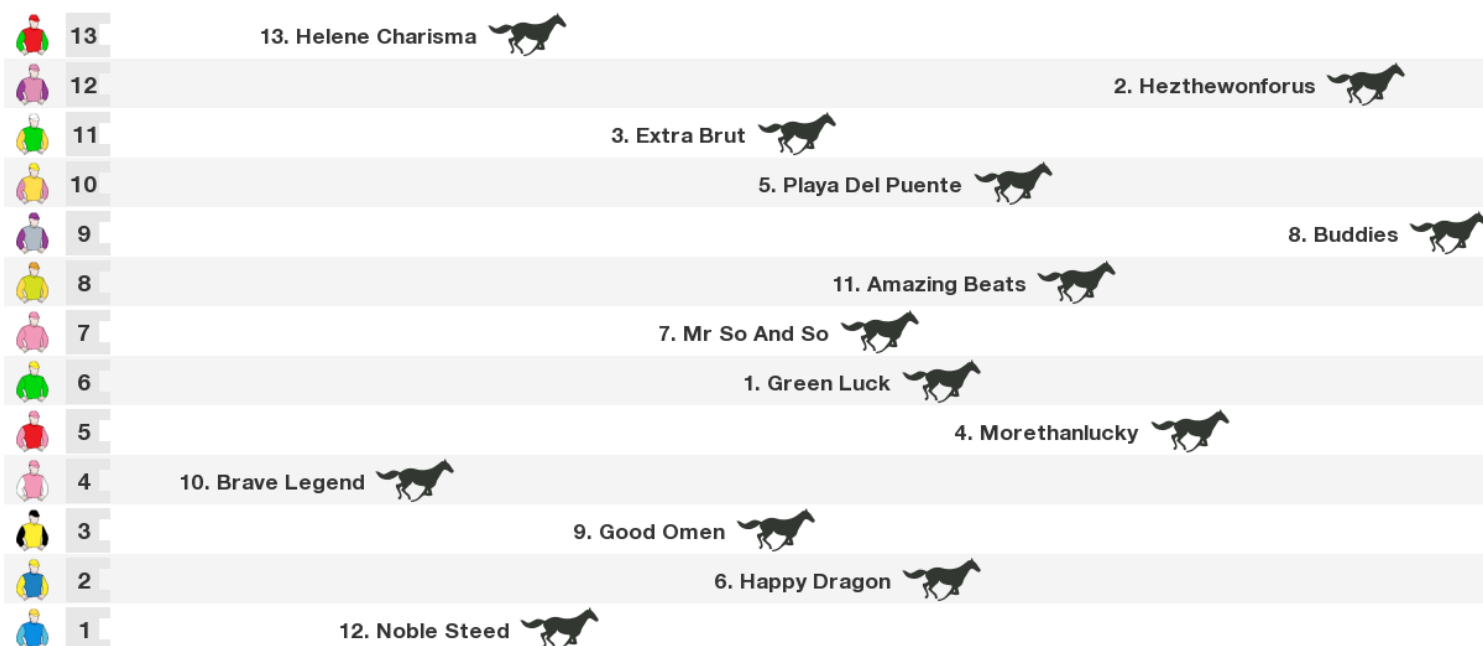 13 13. Helene Charisma
12 2. Hezthewonforus
11 3. Extra Brut
10 5. Playa Del Puente
9 8. Buddies
8 11. Amazing Beats
7 7. Mr So And So
6 1. Green Luck
5 4. Morethanlucky
4 10. Brave Legend
3 9. Good Omen
2 6. Happy Dragon
1 12. Noble Steed